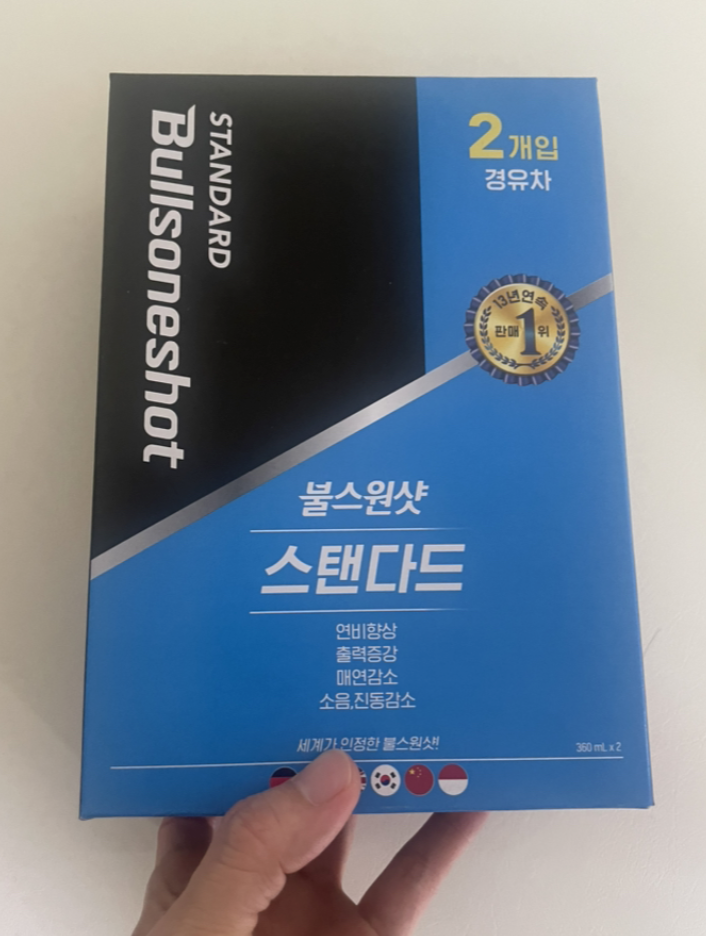 STANDARD
Bullsoneshot
2개입
경유차
13년연속
판매 1위
불스원샷
스탠다드
연비향상
출력증강
매연감소
소음,진동감소
세계가 인정한 불스원샷!
360 mL x 2